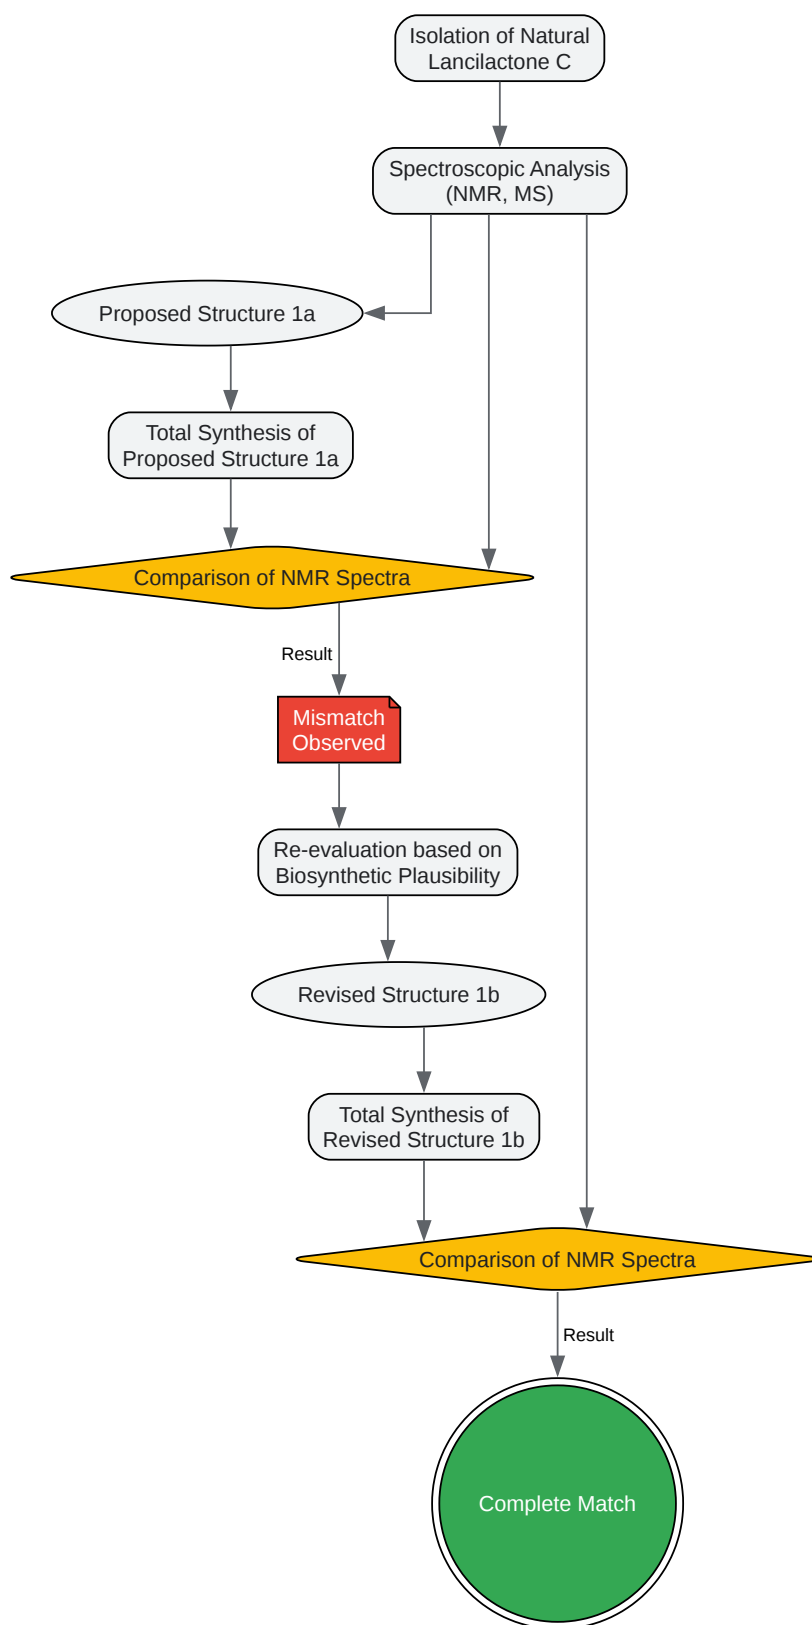 Isolation of Natural
Lancilactone C
Spectroscopic Analysis
(NMR, MS)
Proposed Structure 1a
Total Synthesis of
Proposed Structure 1a
Comparison of NMR Spectra
Result
Mismatch
Observed
Re-evaluation based on
Biosynthetic Plausibility
Revised Structure 1b
Total Synthesis of
Revised Structure 1b
Comparison of NMR Spectra
Result
Complete Match